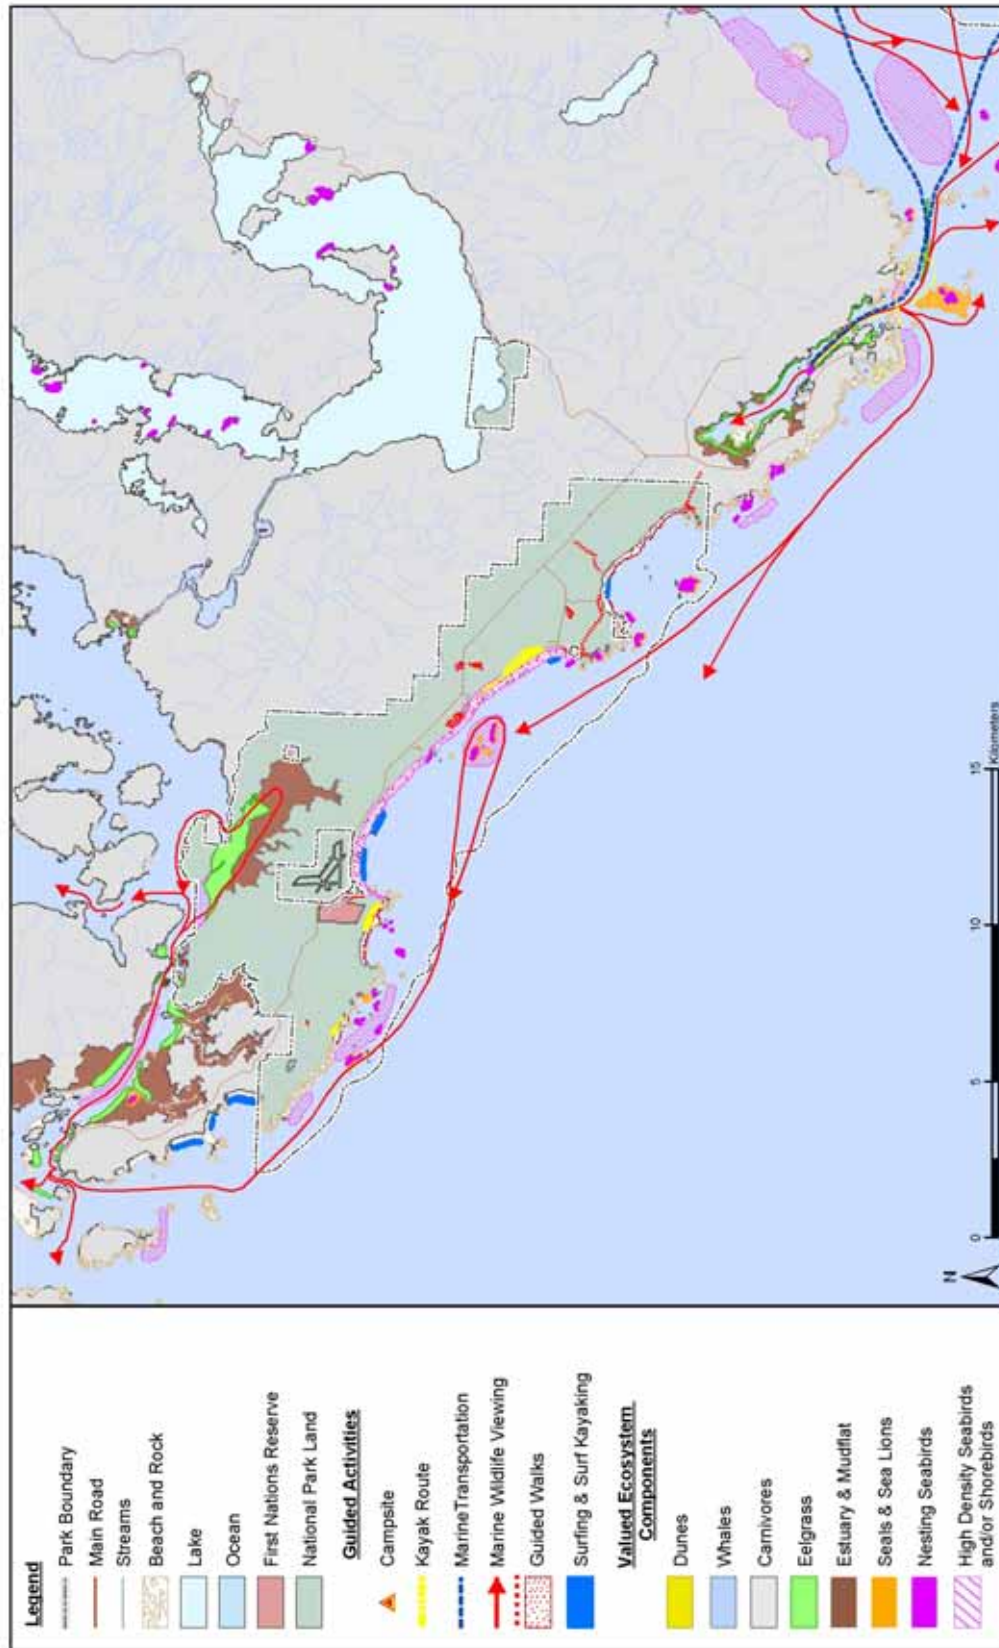 Legend
Park Boundary
Main Road
Streams
Beach and Rock
Lake
Ocean
First Nations Reserve
National Park Land
Guided Activities
Campsite
Kayak Route
Marine Transportation
Marine Wildlife Viewing
Guided Walks
Surfing & Surf Kayaking
Valued Ecosystem
Components
Dunes
Whales
Carnivores
Eelgrass
Estuary & Mudflat
Seals & Sea Lions
Nesting Seabirds
High Density Seabirds
and/or Shorebirds
N
0
5
10
15
Kilometers